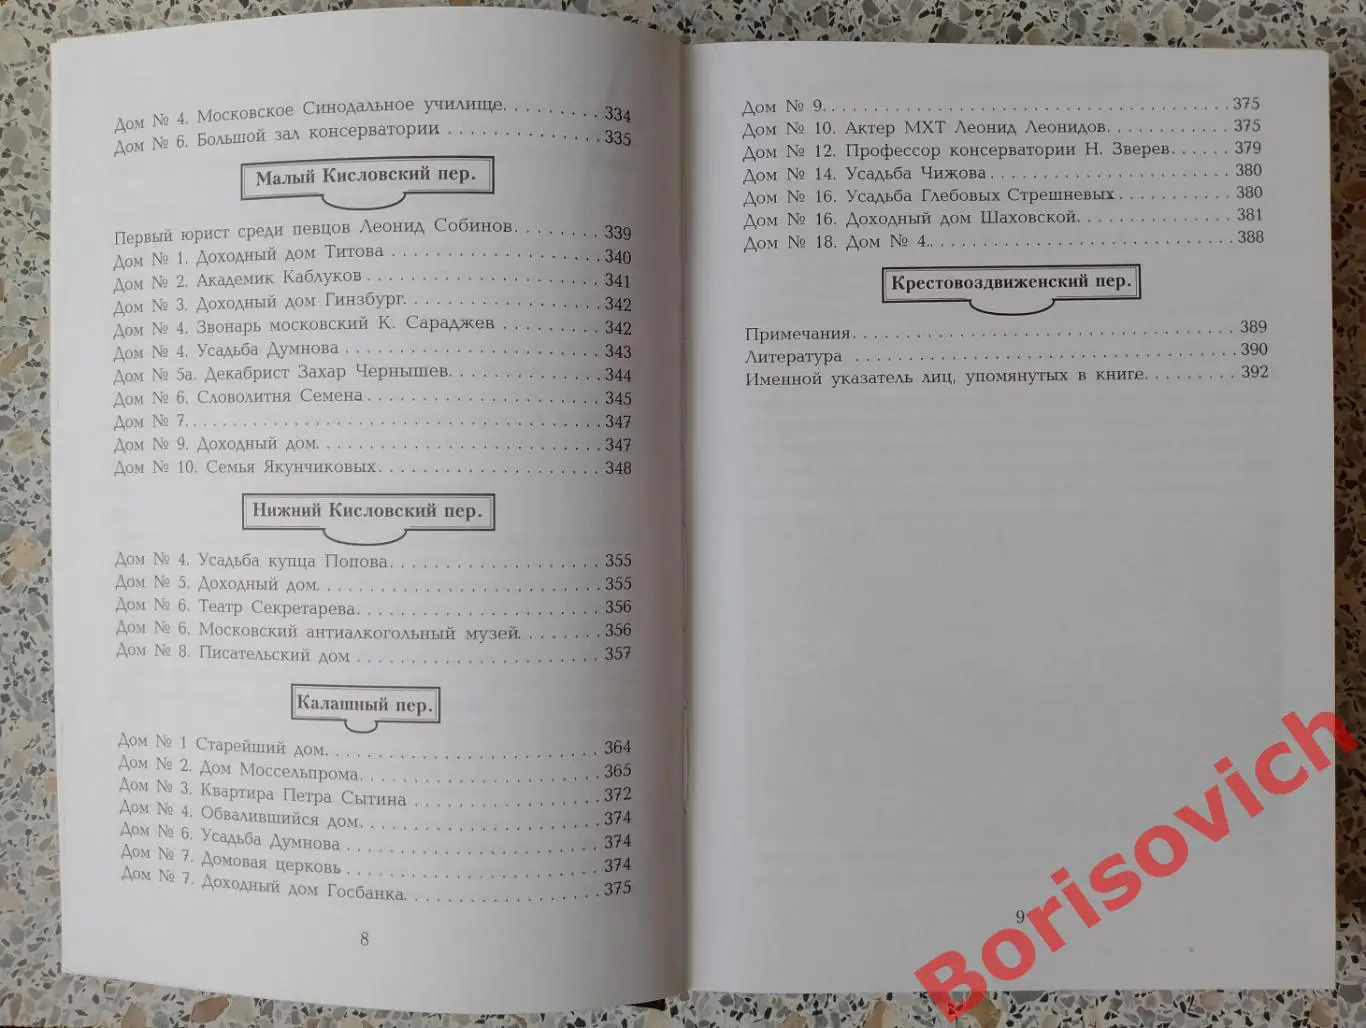 Дом № 4. Московское Синодальное училище. 334
Дом № 6. Большой зал консерватории 335
Малый Кисловский пер.
Первый юрист среди певцов Леонид Собинов. 339
Дом № 1. Доходный дом Титова 340
Дом № 2. Академик Каблуков 341
Дом № 3. Доходный дом Гинзбург. 342
Дом № 4. Звонарь московский К. Сараджев 342
Дом № 4. Усадьба Думнова 343
Дом № 5а. Декабрист Захар Чернышев. 344
Дом № 6. Словолитня Семена 345
Дом № 7. 347
Дом № 9. Доходный дом. 347
Дом № 10. Семья Якунчиковых. 348
Нижний Кисловский пер.
Дом № 4. Усадьба купца Попова. 355
Дом № 5. Доходный дом. 355
Дом № 6. Театр Секретарева. 356
Дом № 6. Московский антиалкогольный музей. 356
Дом № 8. Писательский дом 357
Калашный пер.
Дом № 1 Старейший дом. 364
Дом № 2. Дом Моссельпрома. 365
Дом № 3. Квартира Петра Сытина 372
Дом № 4. Обвалившийся дом. 374
Дом № 6. Усадьба Думнова 374
Дом № 7. Домовая церковь 374
Дом № 7. Доходный дом Госбанка. 375
8
Дом № 9. 375
Дом № 10. Актер МХТ Леонид Леонидов. 375
Дом № 12. Профессор консерватории Н. Зверев. 379
Дом № 14. Усадьба Чижова 380
Дом № 16. Усадьба Глебовых Стрешневых 380
Дом № 16. Доходный дом Шаховской. 381
Дом № 18. Дом № 4.. 388
Крестовоздвиженский пер.
Примечания. 389
Литература 390
Именной указатель лиц, упомянутых в книге. 392
9
Borisovich